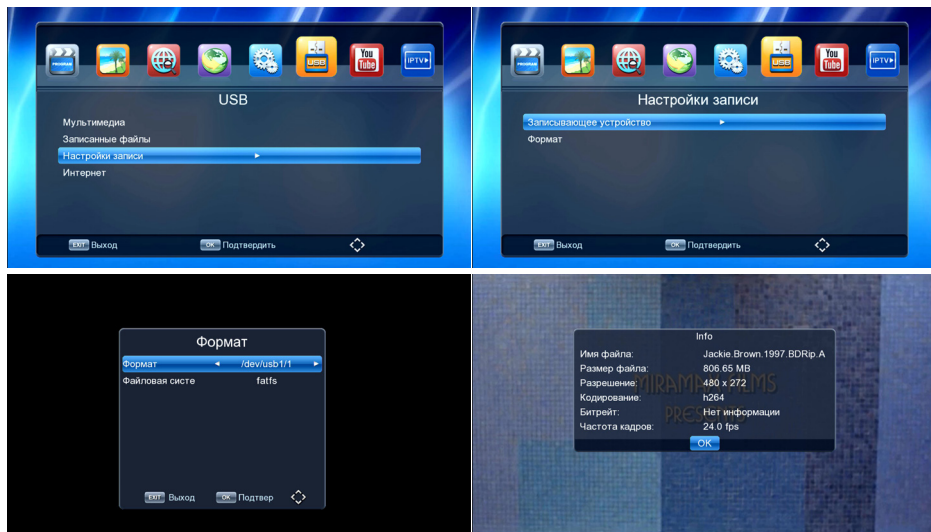 PROGRAM
USB
You
Tube
IPTV
USB
Мультимедиа
Записанные файлы
Настройки записи
Интернет
EXIT Выход
OK Подтвердить
PROGRAM
USB
You
Tube
IPTV
Настройки записи
Записывающее устройство
Формат
EXIT Выход
OK Подтвердить
Формат
Формат /dev/usb1/1
Файловая систе fatfs
EXIT Выход
OK Подтвер
Info
Имя файла: Jackie.Brown.1997.BDRip.A
Размер файла: 806.65 MB
Разрешение: 480 x 272
Кодирование: h264
Битрейт: Нет информации
Частота кадров: 24.0 fps
OK
MIRAMAX FILMS